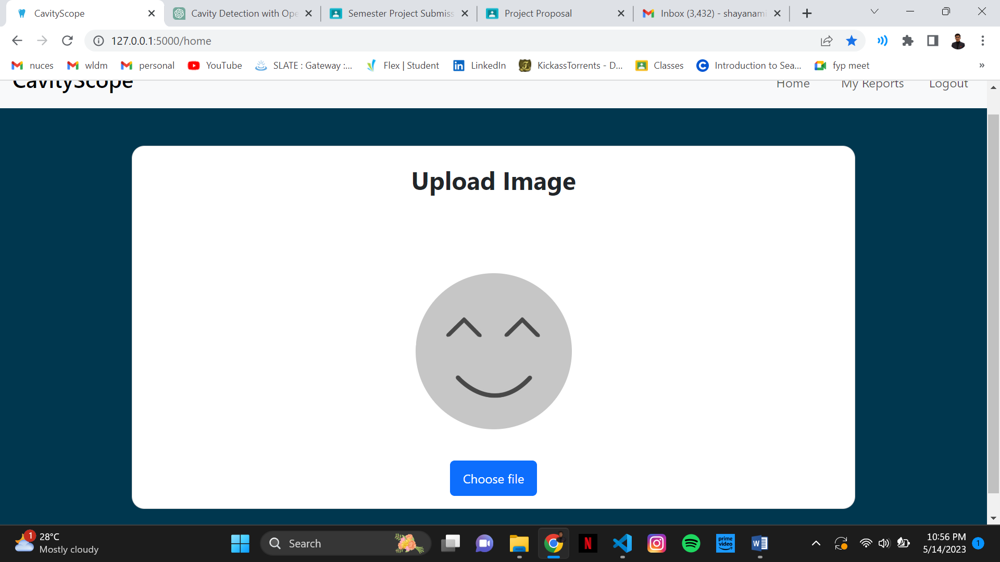 CavityScope
Cavity Detection with Ope
Semester Project Submiss
Project Proposal
Inbox (3,432) - shayanami
127.0.0.1:5000/home
nuces
wldm
personal
YouTube
SLATE : Gateway :...
Flex | Student
LinkedIn
KickassTorrents - D...
Classes
Introduction to Sea...
fyp meet
»
CavityScope
Home
My Reports
Logout
Upload Image
Choose file
1
28°C
Mostly cloudy
Search
N
prime video
W
10:56 PM
5/14/2023
1